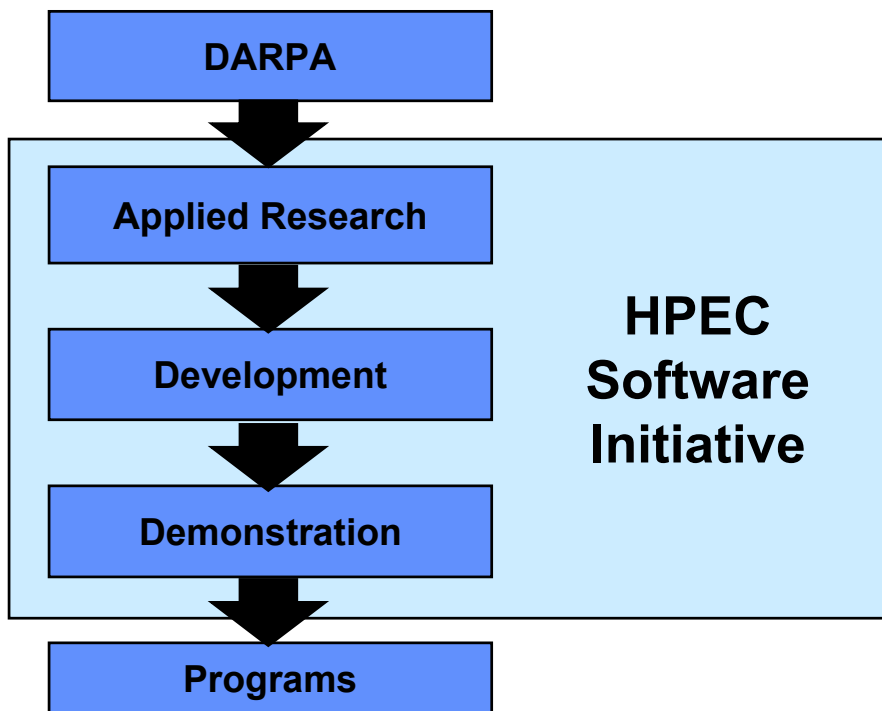 DARPA
Applied Research
Development
Demonstration
Programs
HPEC
Software
Initiative